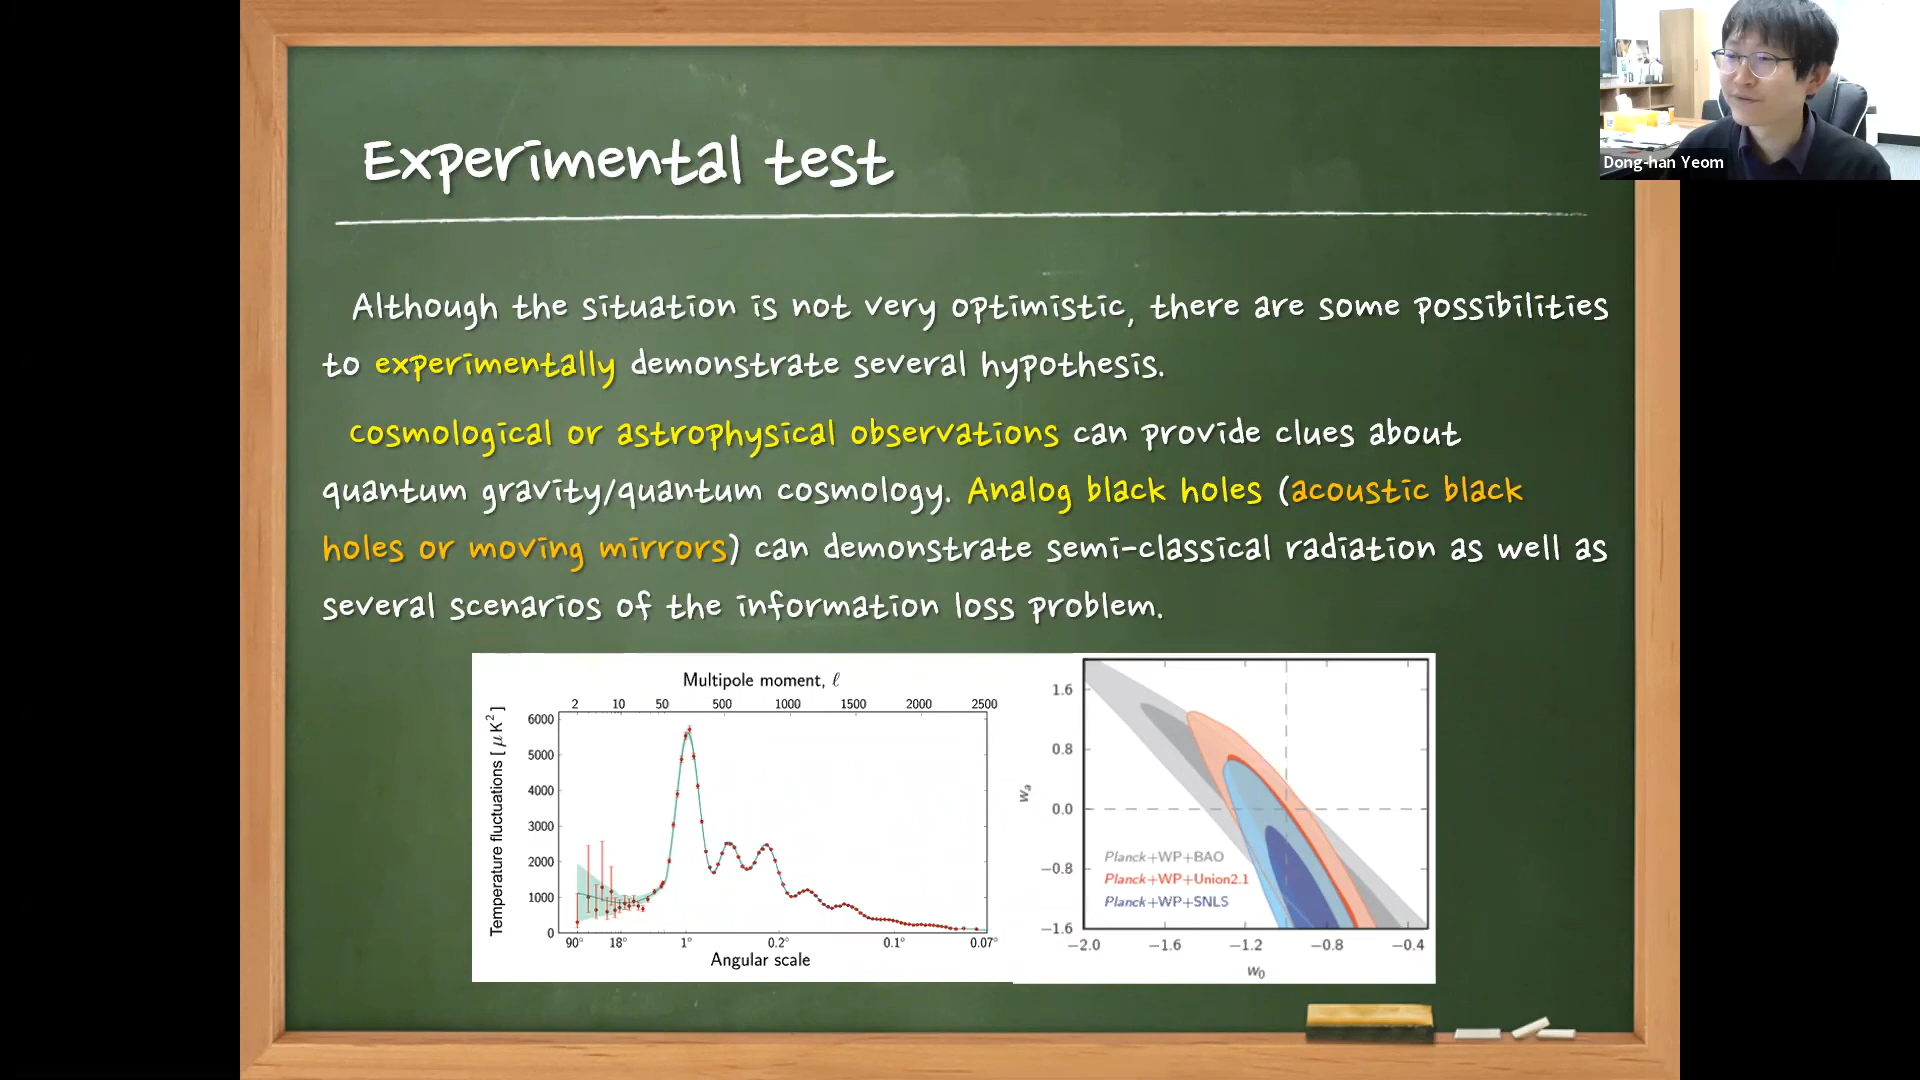 Experimental test
Dong-han Yeom
Although the situation is not very optimistic, there are some possibilities
to experimentally demonstrate several hypothesis.
Cosmological or astrophysical observations can provide clues about
quantum gravity/quantum cosmology. Analog black holes (acoustic black
holes or moving mirrors) can demonstrate semi-classical radiation as well as
several scenarios of the information loss problem.
Multipole moment, ℓ
2 10 50 500 1000 1500 2000 2500
Temperature fluctuations [ μK² ]
6000
5000
4000
3000
2000
1000
0
90° 18° 1° 0.2° 0.1° 0.07°
Angular scale
wa
1.6
0.8
0.0
−0.8
−1.6
Planck+WP+BAO
Planck+WP+Union2.1
Planck+WP+SNLS
−2.0 −1.6 −1.2 −0.8 −0.4
w0